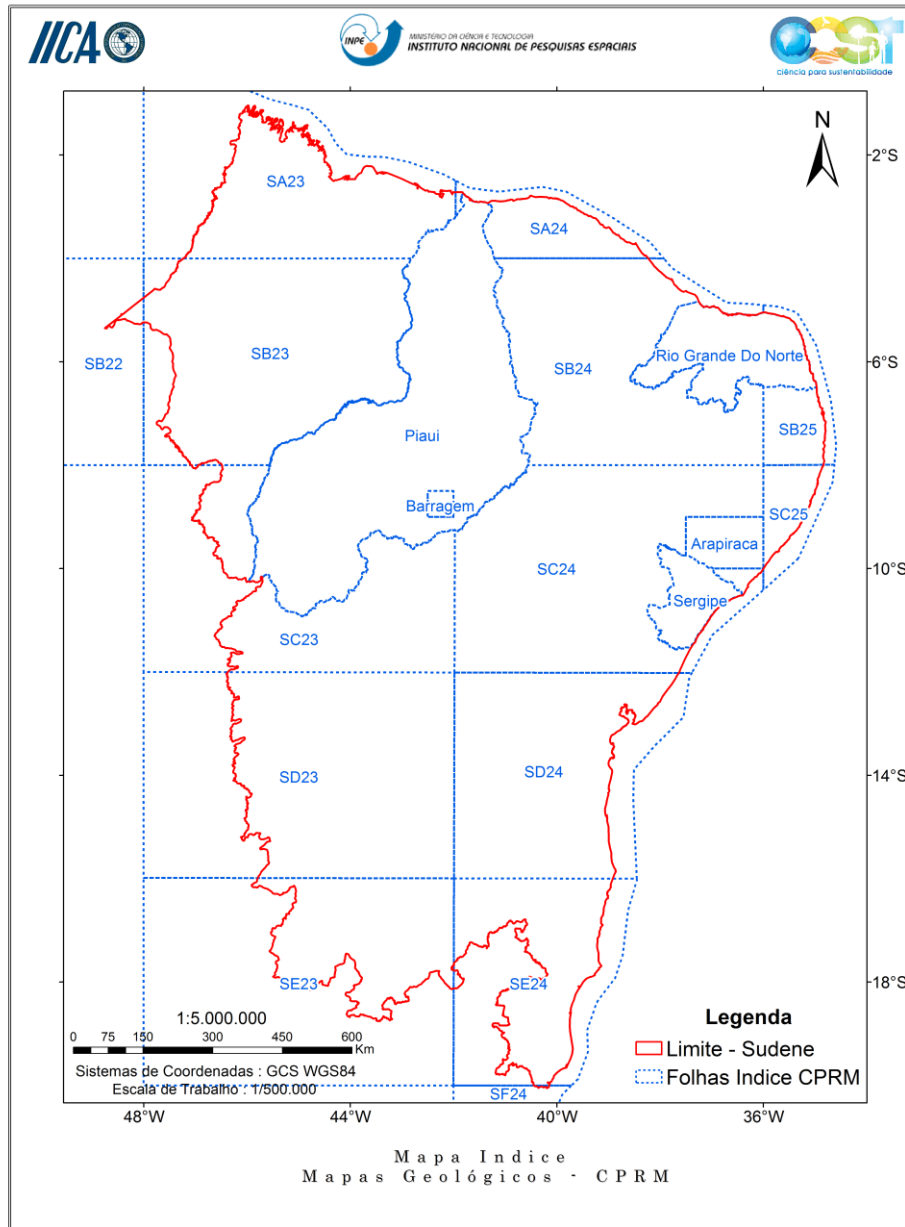 IICA
INPE
MINISTÉRIO DA CIÊNCIA E TECNOLOGIA
INSTITUTO NACIONAL DE PESQUISAS ESPACIAIS
CCST
ciência para sustentabilidade
N
2°S
SA23
SA24
SB22
SB23
SB24
Rio Grande Do Norte
6°S
Piaui
SB25
Barragem
SC25
Arapiraca
SC24
10°S
Sergipe
SC23
SD23
SD24
14°S
SE23
SE24
18°S
1:5.000.000
0 75 150 300 450 600
Km
Sistemas de Coordenadas : GCS WGS84
Escala de Trabalho : 1/500.000
Legenda
Limite - Sudene
Folhas Indice CPRM
SF24
48°W 44°W 40°W 36°W
Mapa Indice
Mapas Geológicos - CPRM